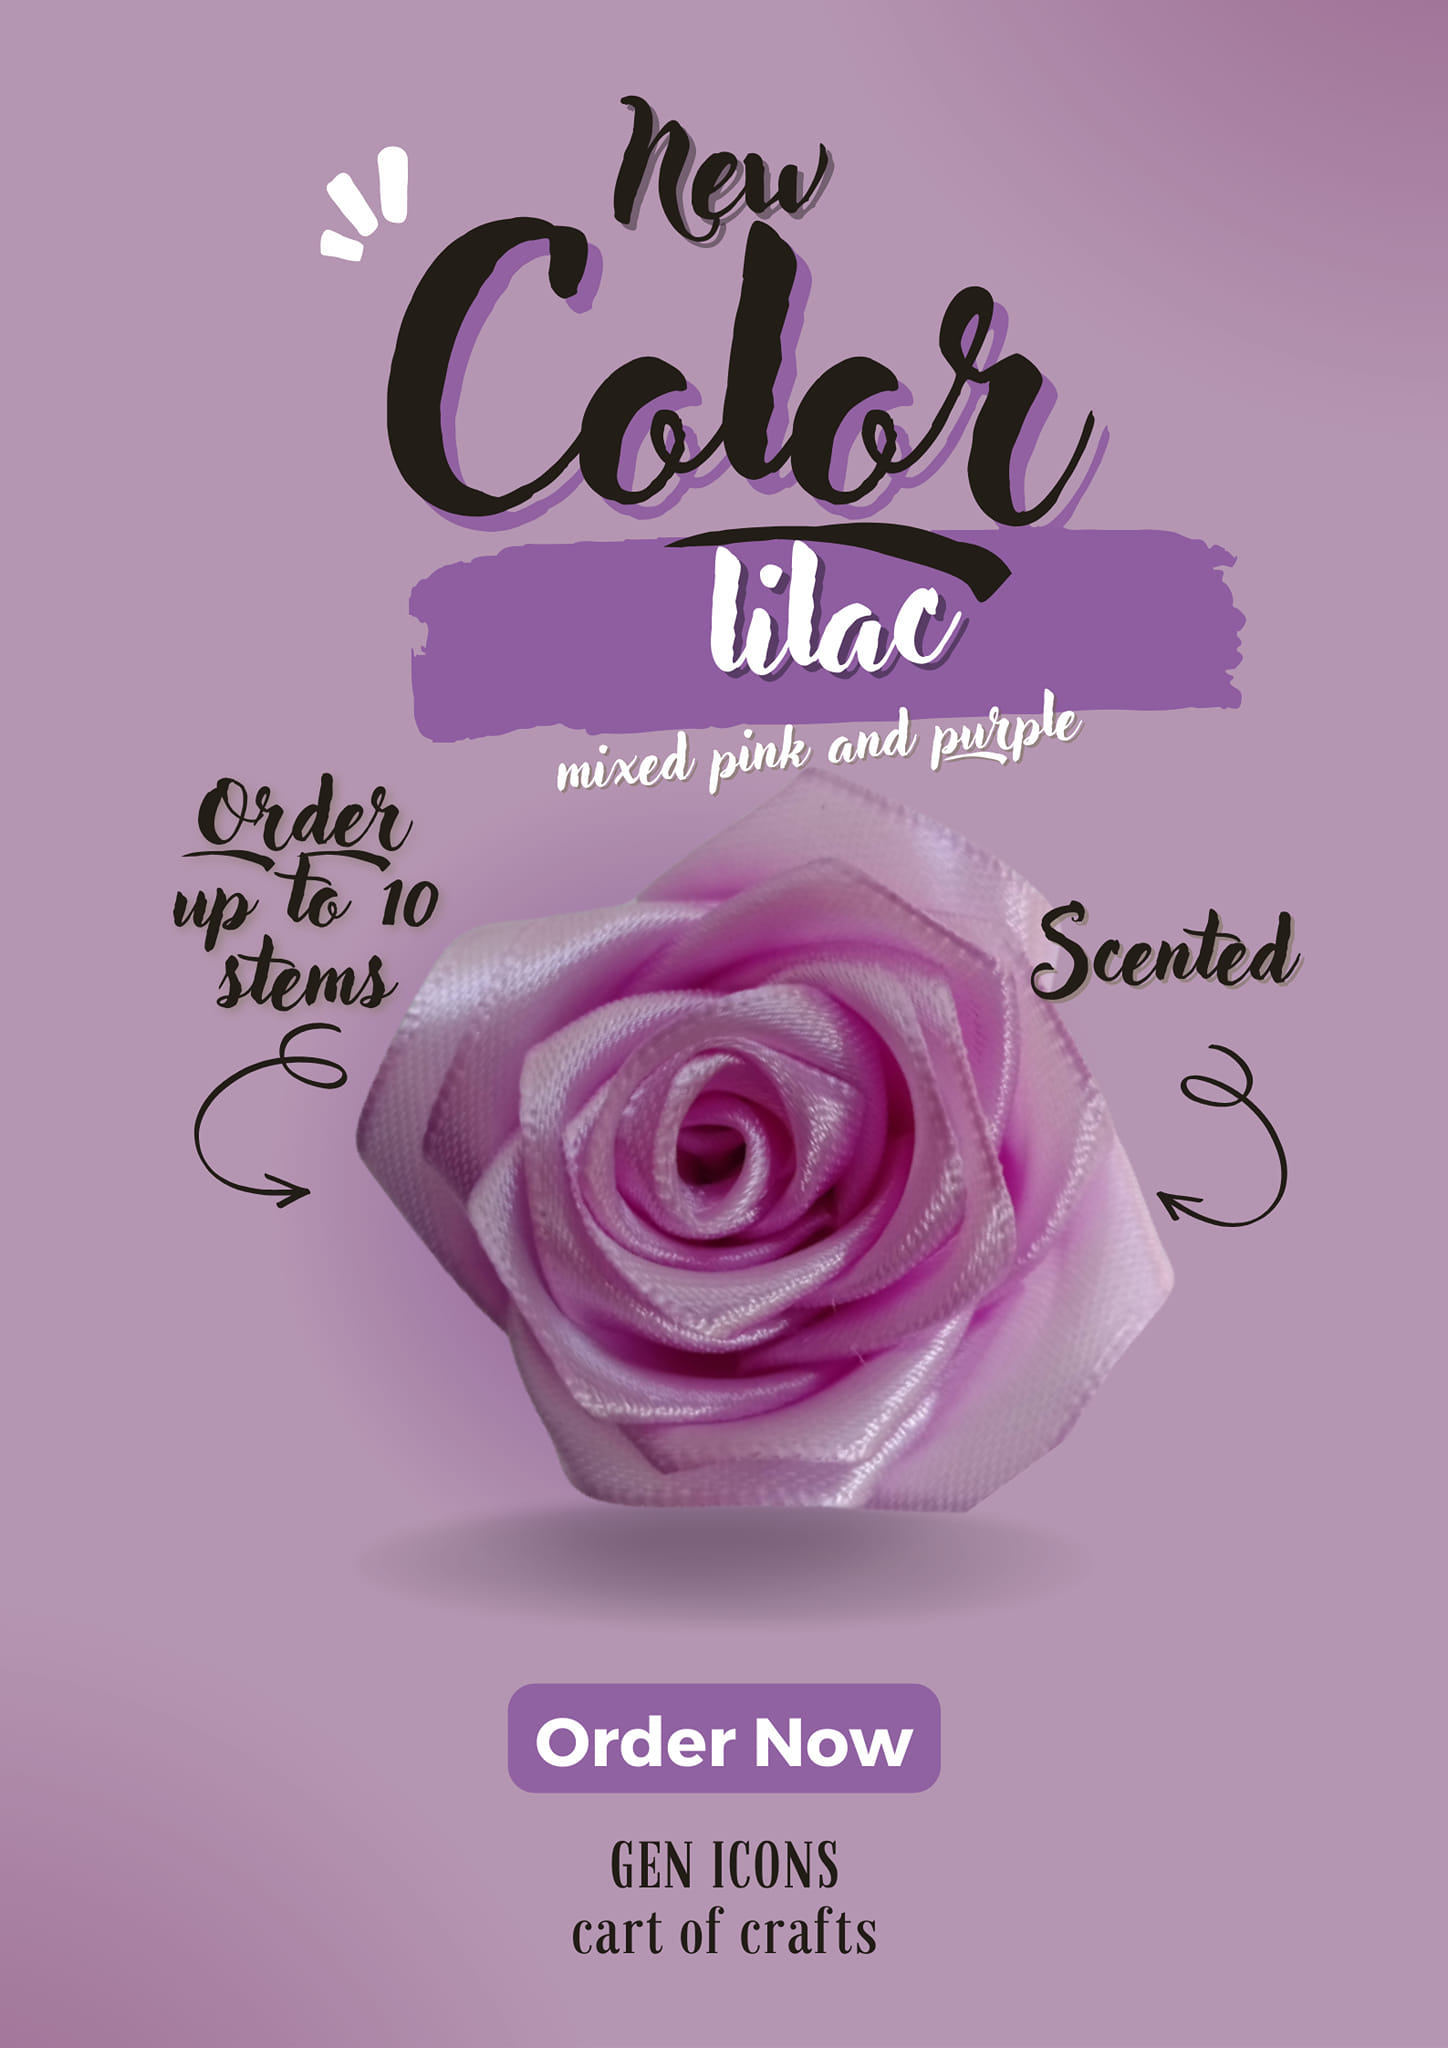 New
Color
lilac
mixed pink and purple
Order
up to 10
stems
Scented
Order Now
GEN ICONS
cart of crafts